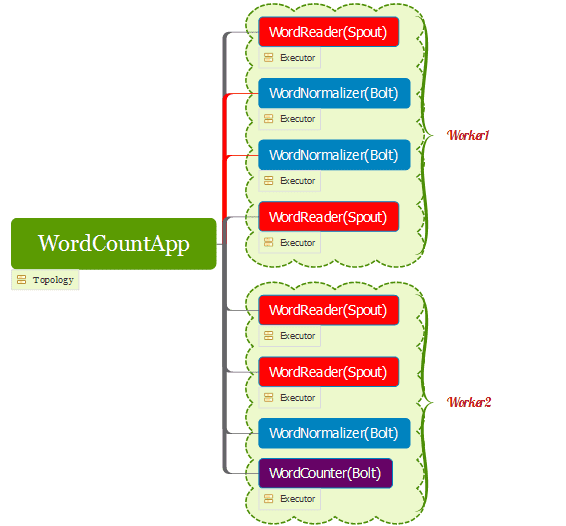 WordCountApp
Topology
WordReader(Spout)
Executor
WordNormalizer(Bolt)
Executor
WordNormalizer(Bolt)
Executor
WordReader(Spout)
Executor
Worker1
WordReader(Spout)
Executor
WordReader(Spout)
Executor
WordNormalizer(Bolt)
WordCounter(Bolt)
Executor
Worker2